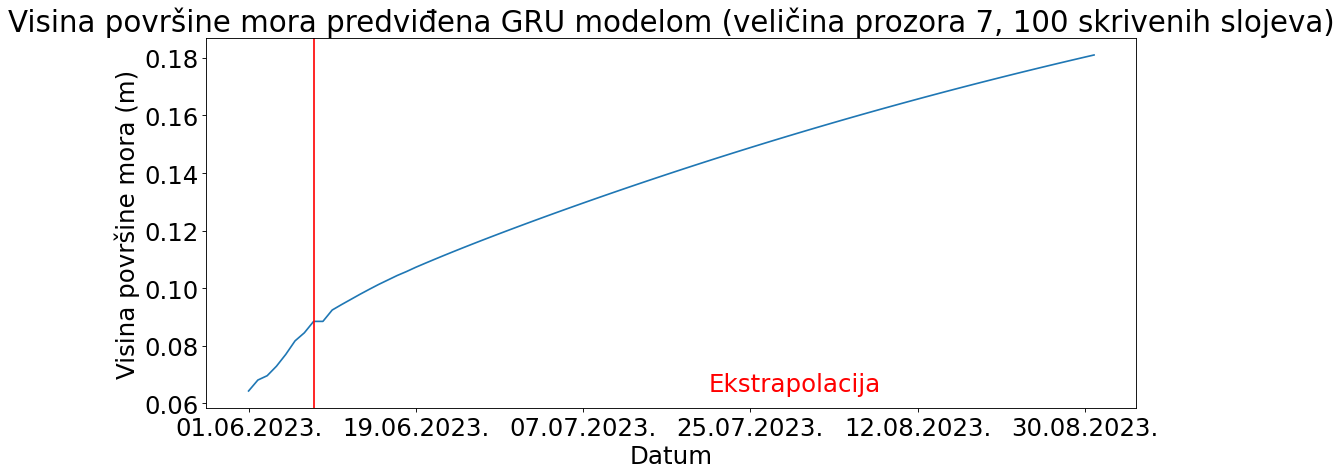 Visina površine mora predviđena GRU modelom (veličina prozora 7, 100 skrivenih slojeva)
Visina površine mora (m)
0.18
0.16
0.14
0.12
0.10
0.08
0.06
Ekstrapolacija
01.06.2023. 19.06.2023. 07.07.2023. 25.07.2023. 12.08.2023. 30.08.2023.
Datum